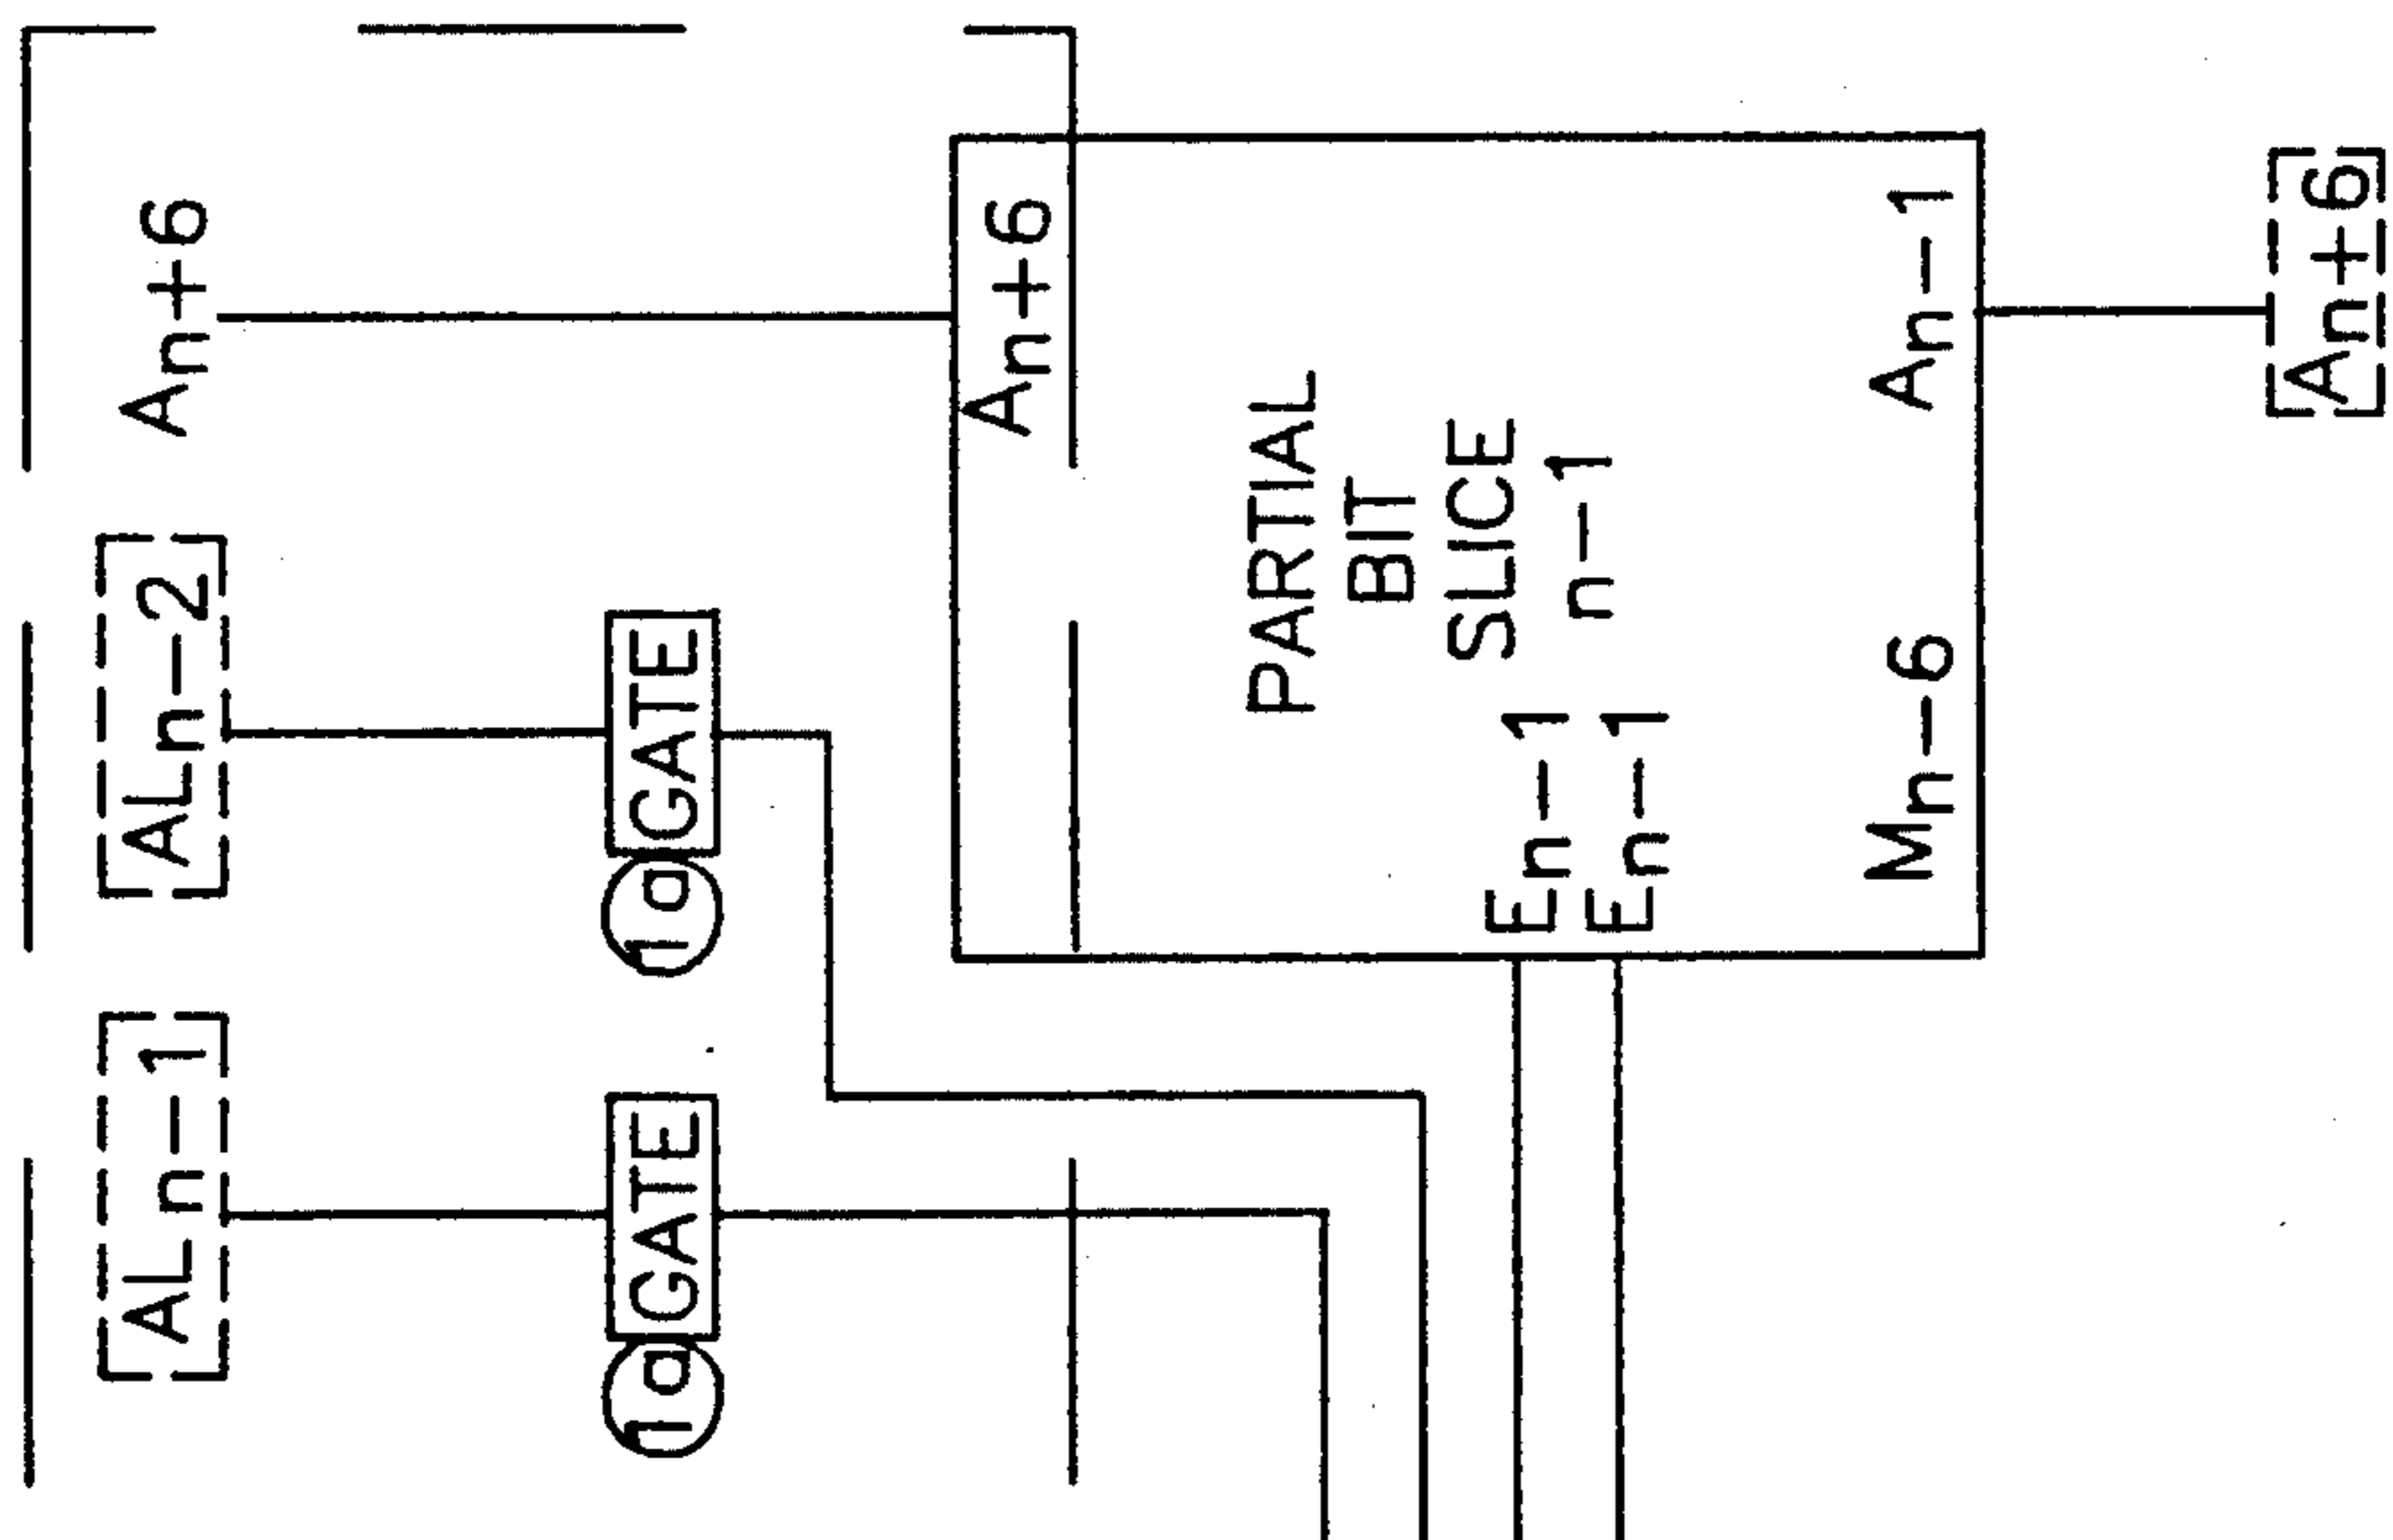 ALn-1
ALn-2
An+6
1a GATE
1a GATE
An+6
PARTIAL
BIT
SLICE
n-1
En-1
En-1
Mn-6
An-1
An+6